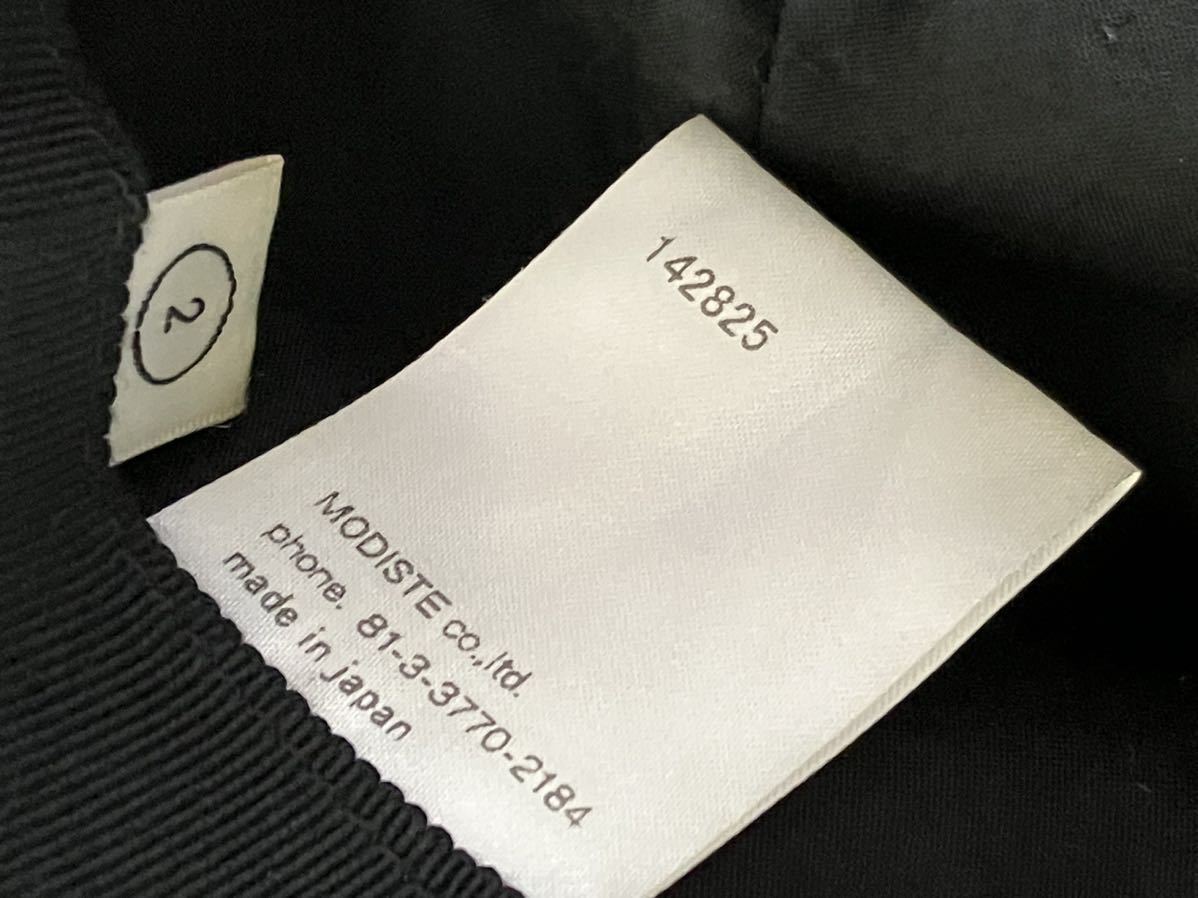 2
142825
MODISTE co.,ltd.
phone. 81-3-3770-2184
made in japan